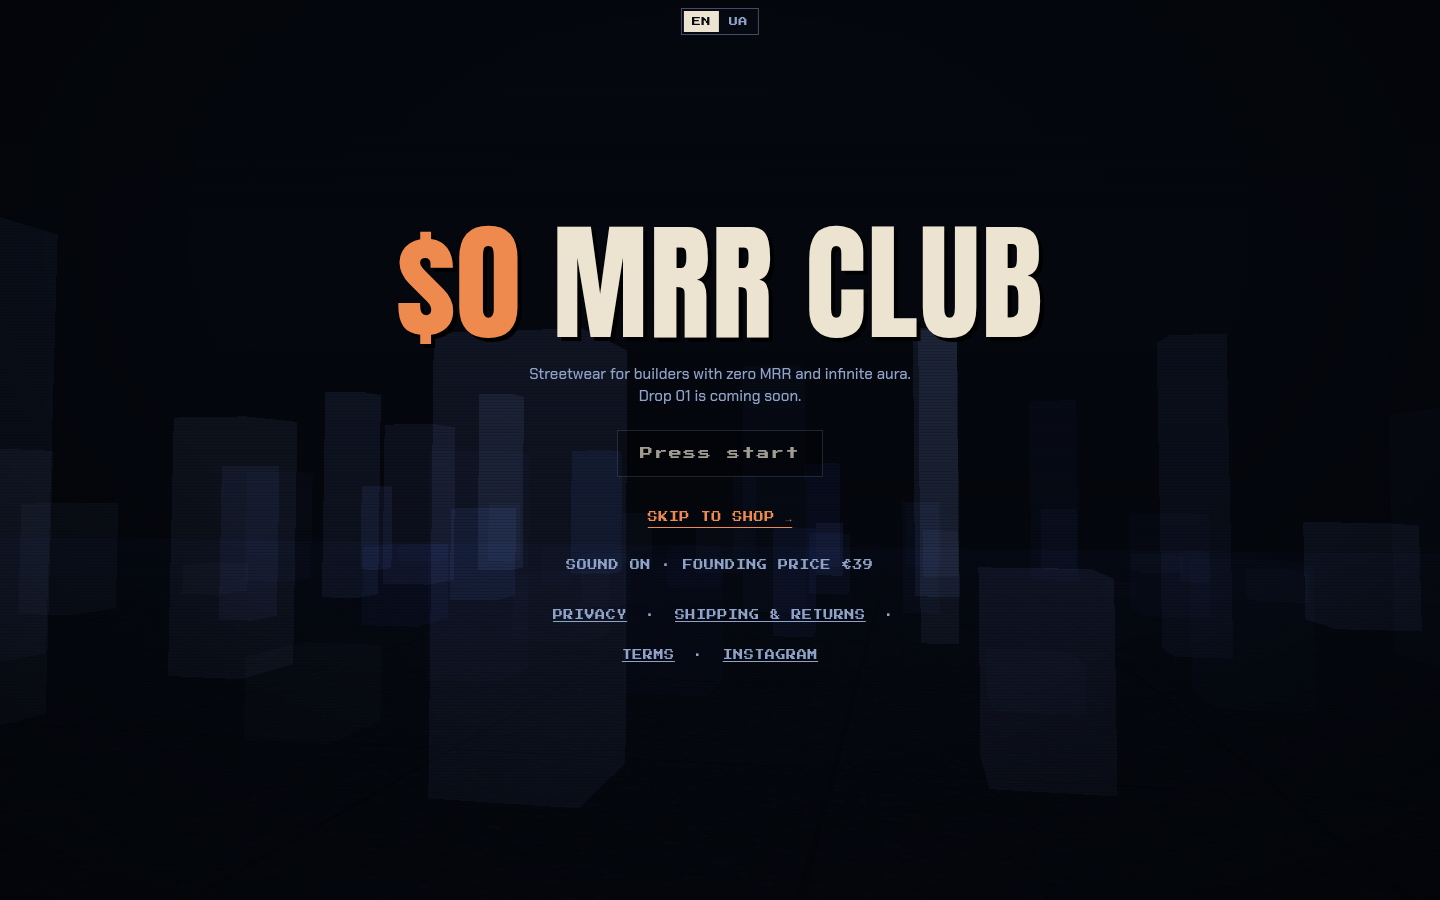 EN UA
$0 MRR CLUB
Streetwear for builders with zero MRR and infinite aura.
Drop 01 is coming soon.
Press start
SKIP TO SHOP →
SOUND ON · FOUNDING PRICE €39
PRIVACY · SHIPPING & RETURNS ·
TERMS · INSTAGRAM